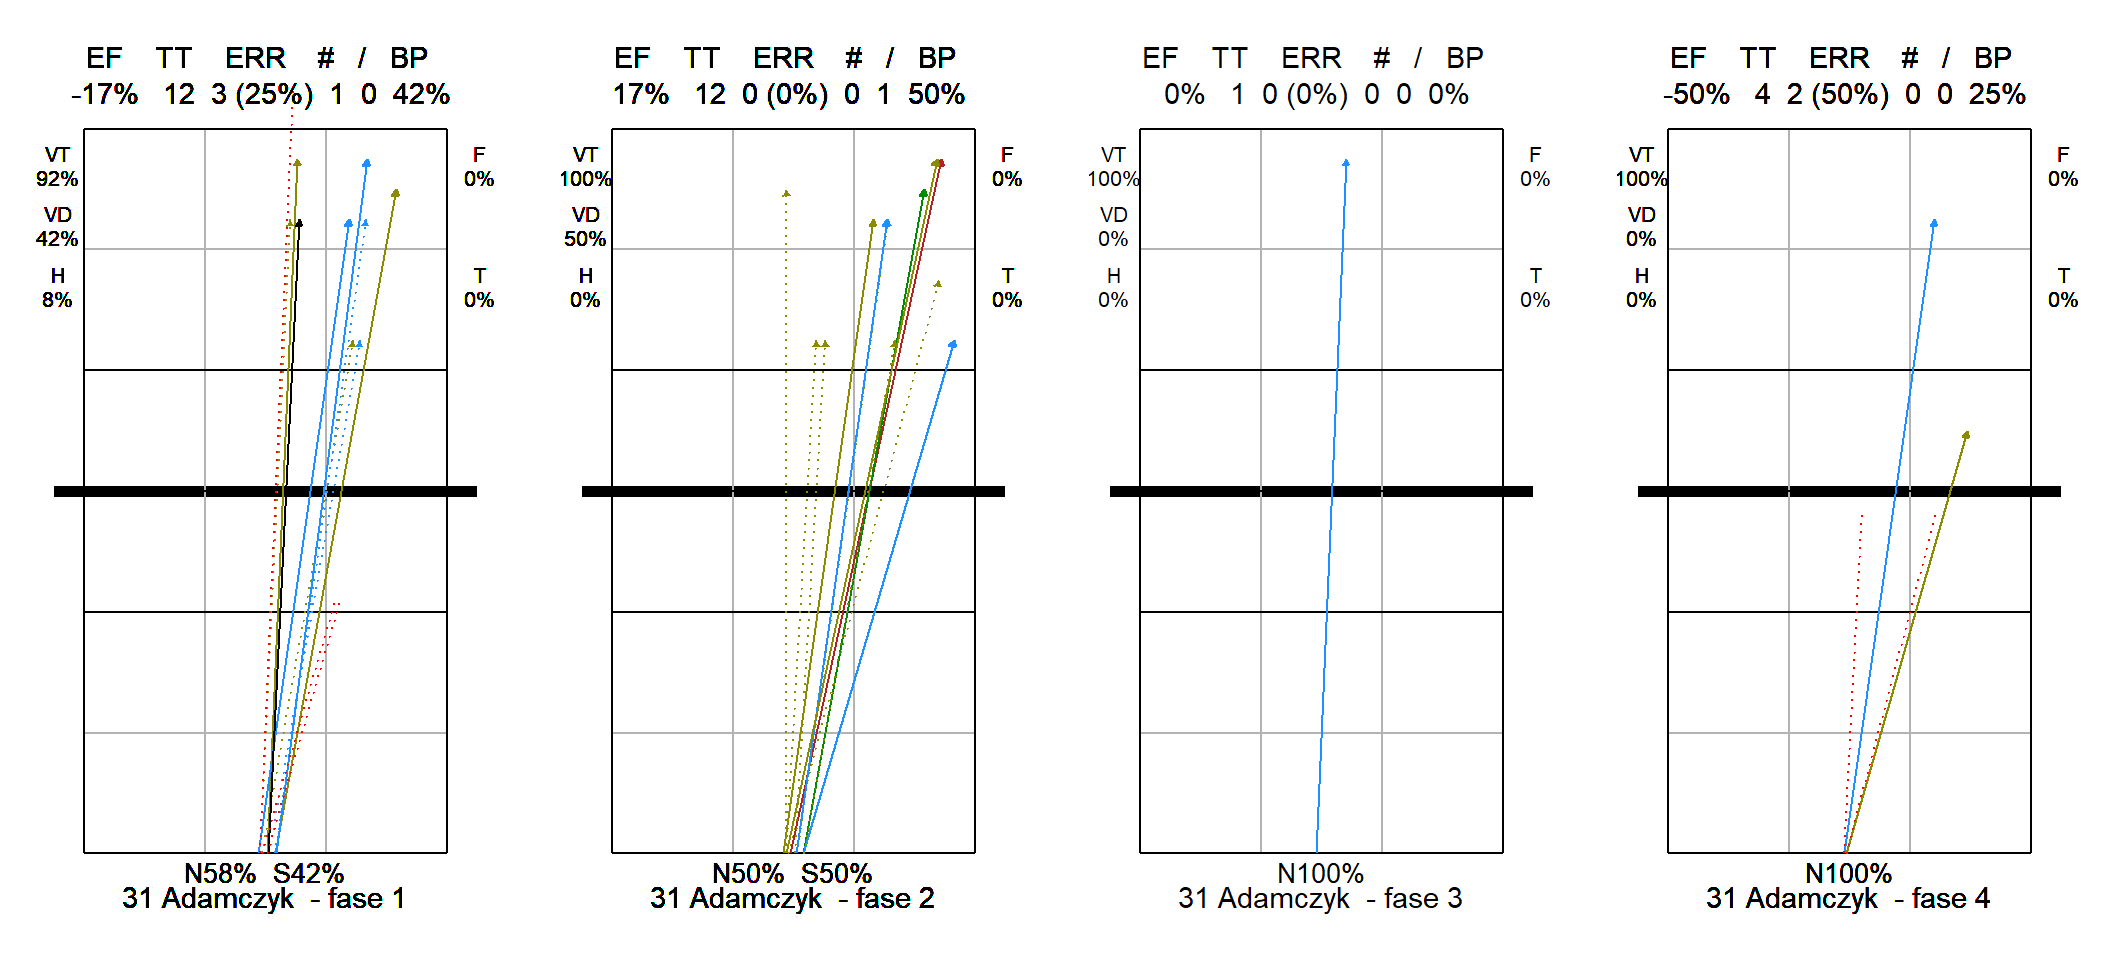 EF TT ERR # / BP
-17% 12 3 (25%) 1 0 42%
VT
92%
VD
42%
H
8%
F
0%
T
0%
N58% S42%
31 Adamczyk - fase 1
EF TT ERR # / BP
17% 12 0 (0%) 0 1 50%
VT
100%
VD
50%
H
0%
F
0%
T
0%
N50% S50%
31 Adamczyk - fase 2
EF TT ERR # / BP
0% 1 0 (0%) 0 0 0%
VT
100%
VD
0%
H
0%
F
0%
T
0%
N100%
31 Adamczyk - fase 3
EF TT ERR # / BP
-50% 4 2 (50%) 0 0 25%
VT
100%
VD
0%
H
0%
F
0%
T
0%
N100%
31 Adamczyk - fase 4